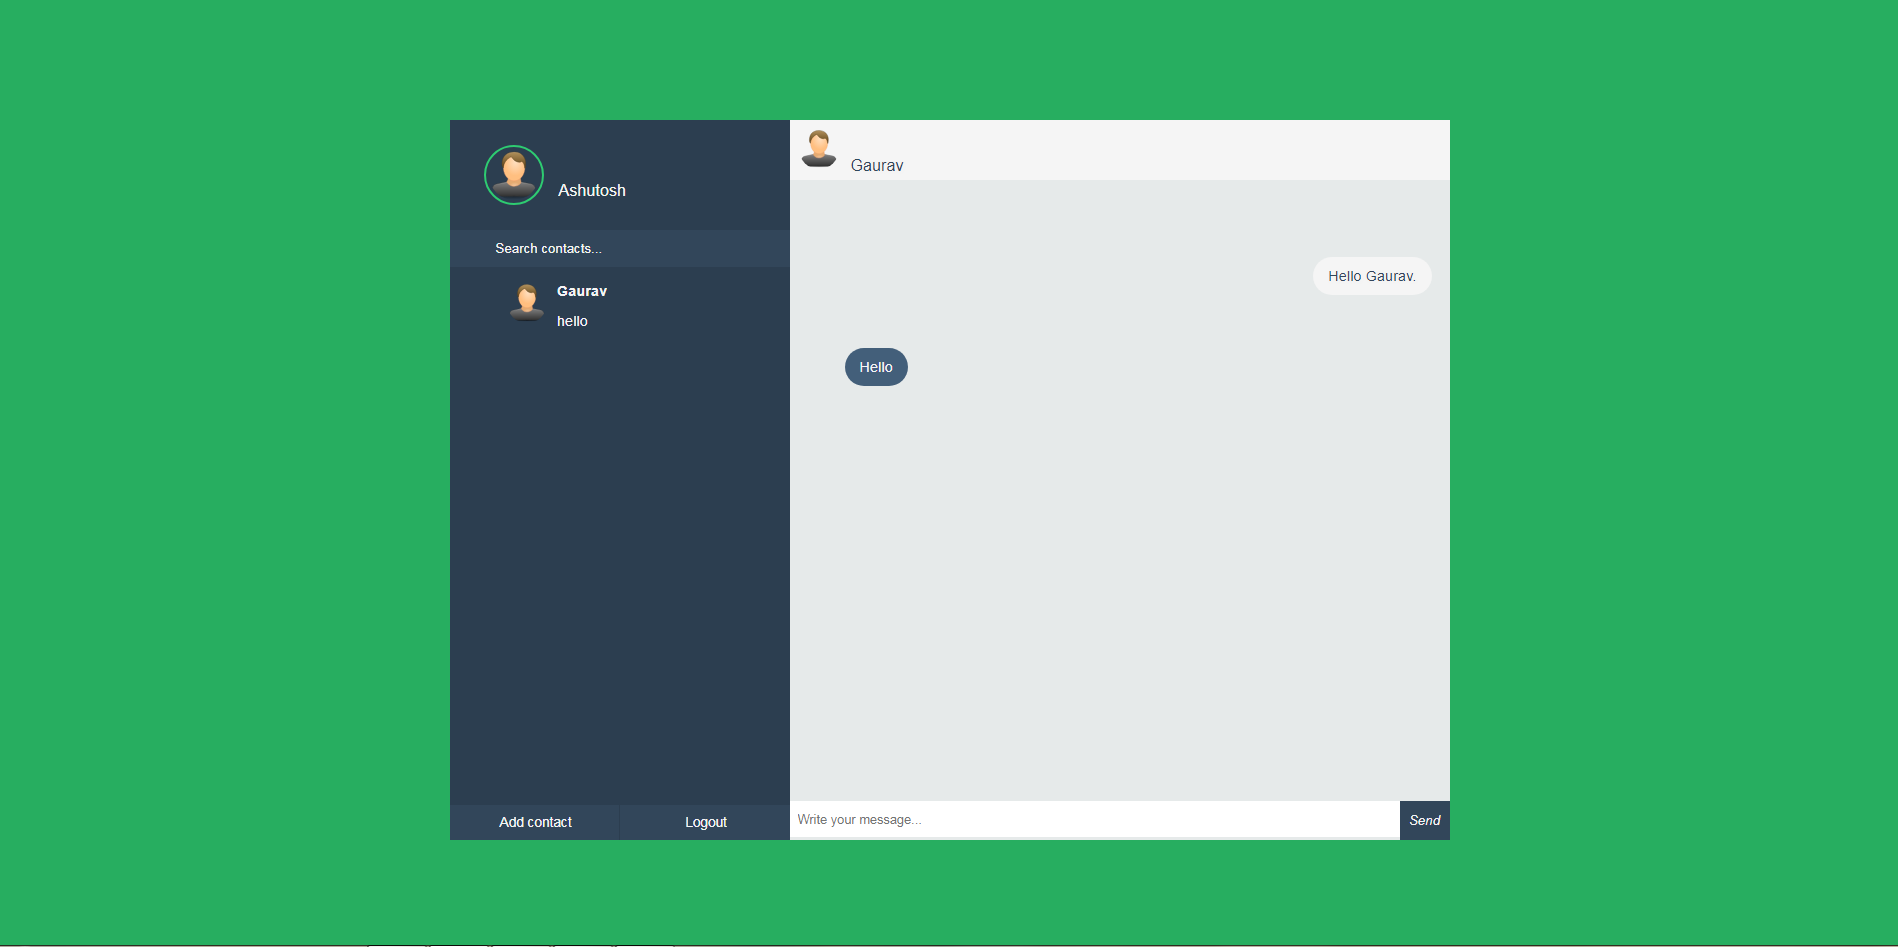 Ashutosh
Search contacts...
Gaurav
hello
Add contact
Logout
Gaurav
Hello Gaurav.
Hello
Write your message...
Send